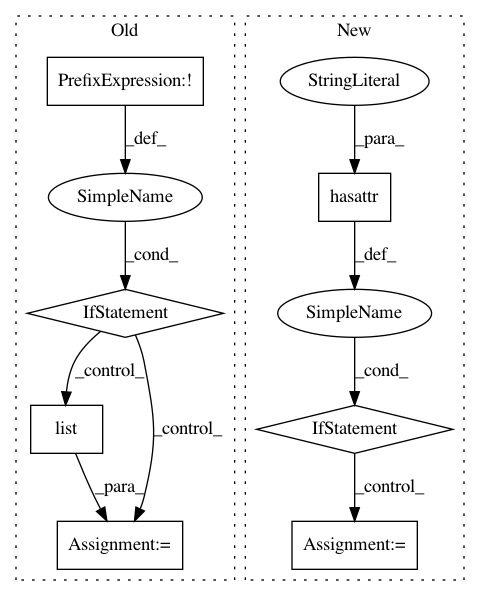 Old
New
PrefixExpression:!
StringLiteral
_def_
_para_
SimpleName
hasattr
_cond_
_def_
IfStatement
SimpleName
_control_
_control_
_cond_
list
IfStatement
_para_
_control_
Assignment:=
Assignment:=